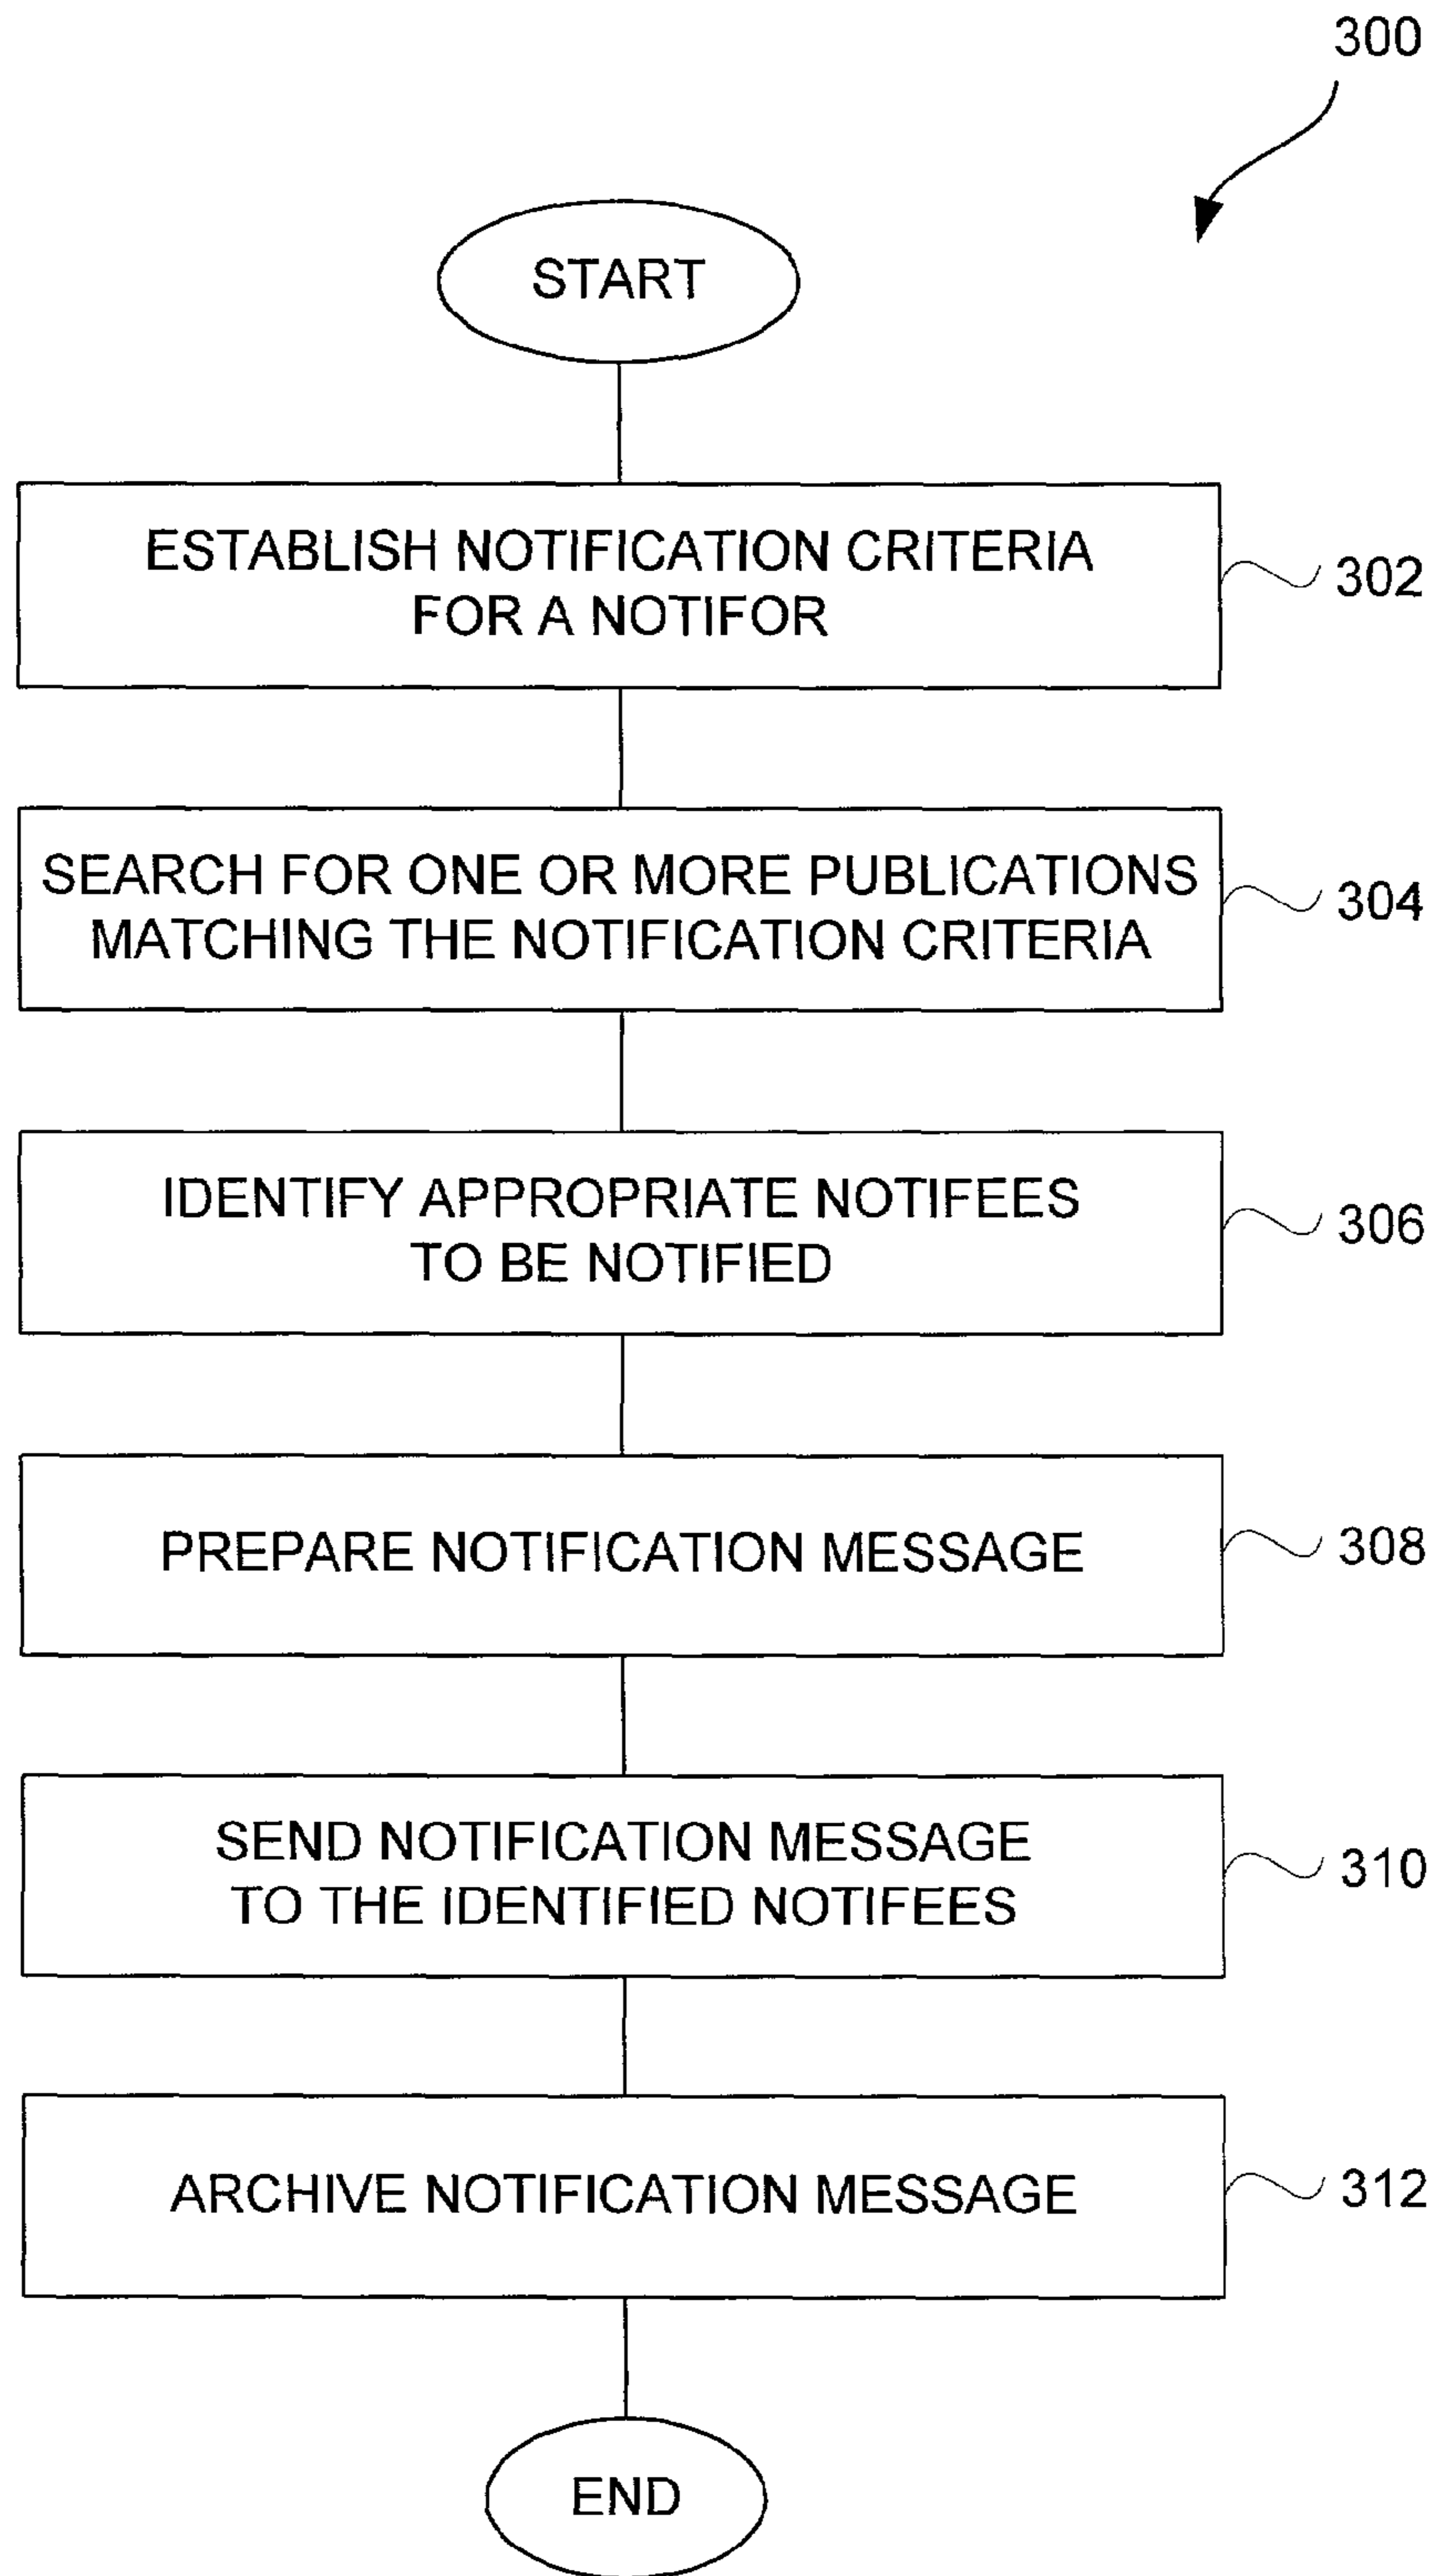 300
START
ESTABLISH NOTIFICATION CRITERIA
FOR A NOTIFOR
302
SEARCH FOR ONE OR MORE PUBLICATIONS
MATCHING THE NOTIFICATION CRITERIA
304
IDENTIFY APPROPRIATE NOTIFEES
TO BE NOTIFIED
306
PREPARE NOTIFICATION MESSAGE
308
SEND NOTIFICATION MESSAGE
TO THE IDENTIFIED NOTIFEES
310
ARCHIVE NOTIFICATION MESSAGE
312
END